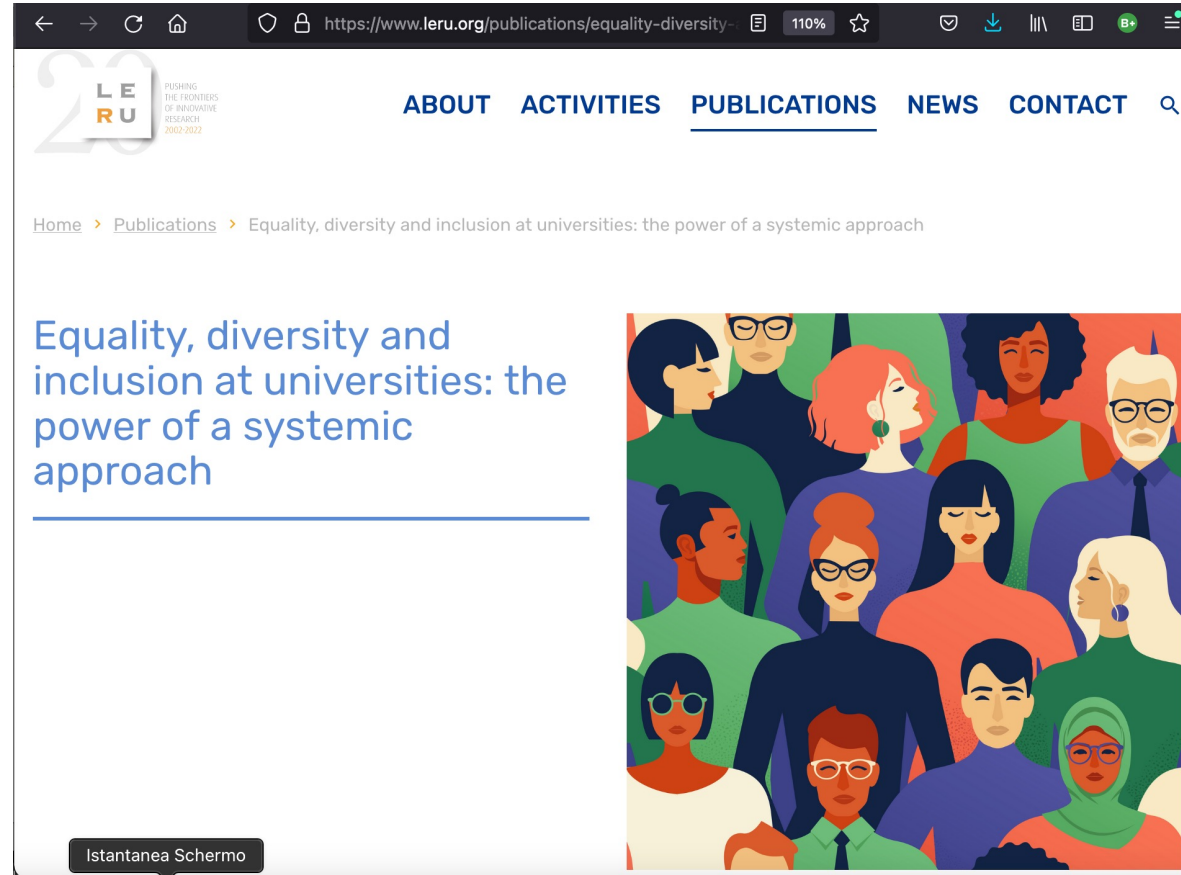 https://www.leru.org/publications/equality-diversity-
110%
B+
20
L E
R U
PUSHING
THE FRONTIERS
OF INNOVATIVE
RESEARCH
2002-2022
ABOUT ACTIVITIES PUBLICATIONS NEWS CONTACT
Home > Publications > Equality, diversity and inclusion at universities: the power of a systemic approach
Equality, diversity and
inclusion at universities: the
power of a systemic
approach
Istantanea Schermo